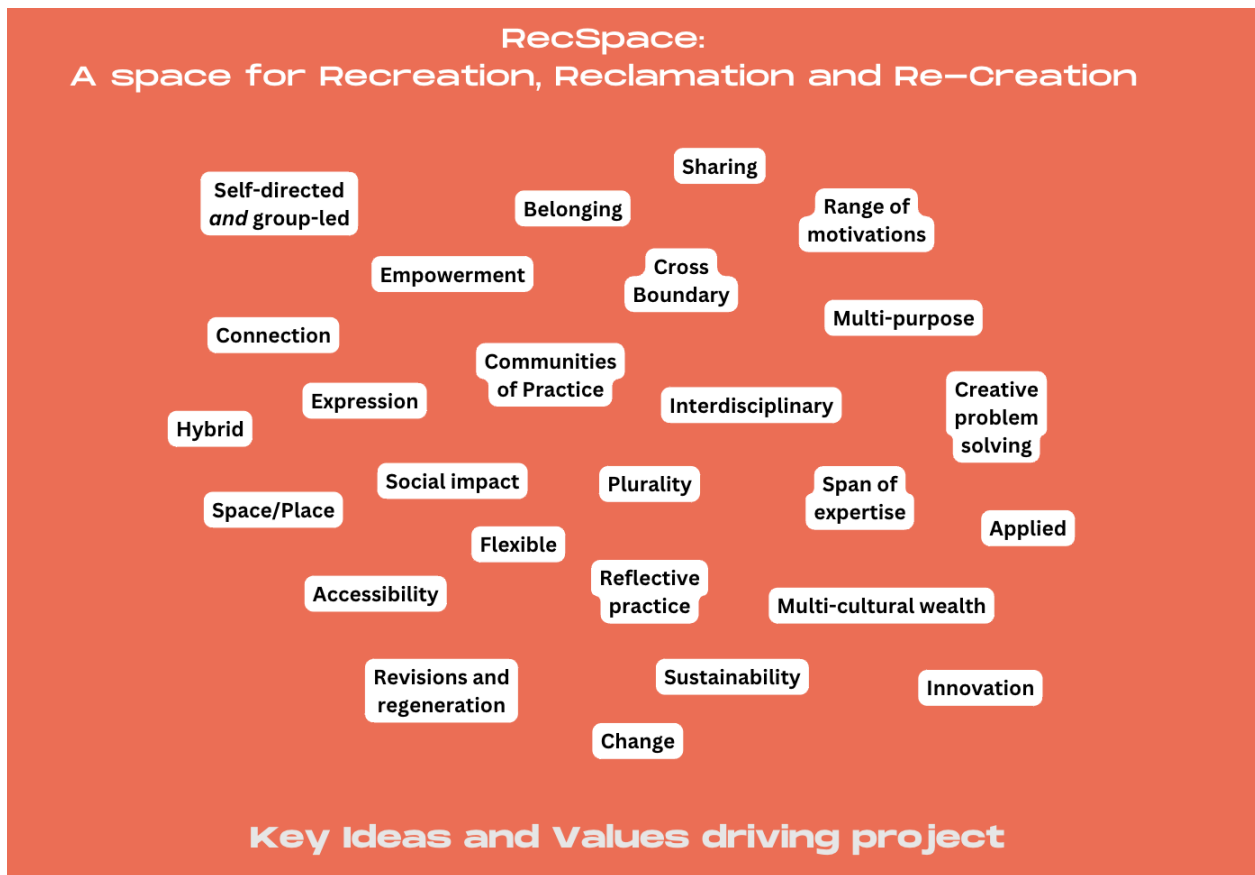 RecSpace:
A space for Recreation, Reclamation and Re-Creation
Sharing
Self-directed
and group-led
Belonging
Range of
motivations
Empowerment
Cross
Boundary
Multi-purpose
Connection
Communities
of Practice
Creative
problem
solving
Expression
Interdisciplinary
Hybrid
Social impact
Plurality
Span of
expertise
Space/Place
Applied
Flexible
Accessibility
Reflective
practice
Multi-cultural wealth
Revisions and
regeneration
Sustainability
Innovation
Change
Key Ideas and Values driving project